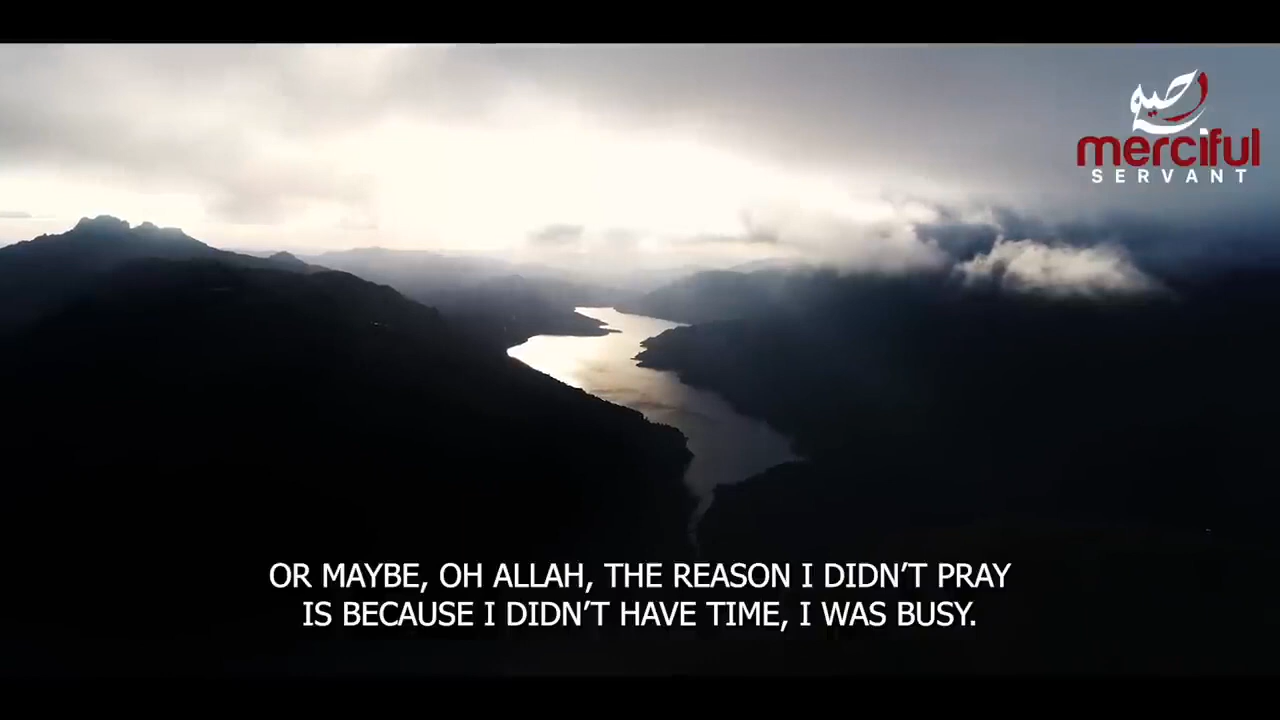 merciful
SERVANT
OR MAYBE, OH ALLAH, THE REASON I DIDN’T PRAY
IS BECAUSE I DIDN’T HAVE TIME, I WAS BUSY.